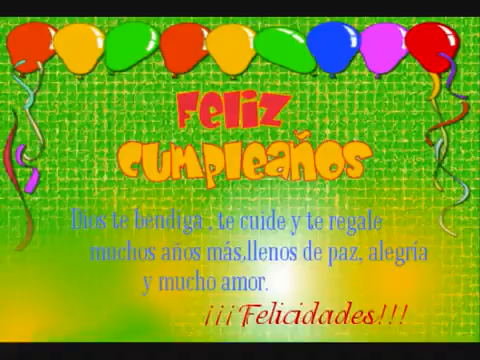 Feliz
cumpleaños
Dios te bendiga , te cuide y te regale
muchos años más,llenos de paz, alegría
y mucho amor.
¡¡¡Felicidades!!!